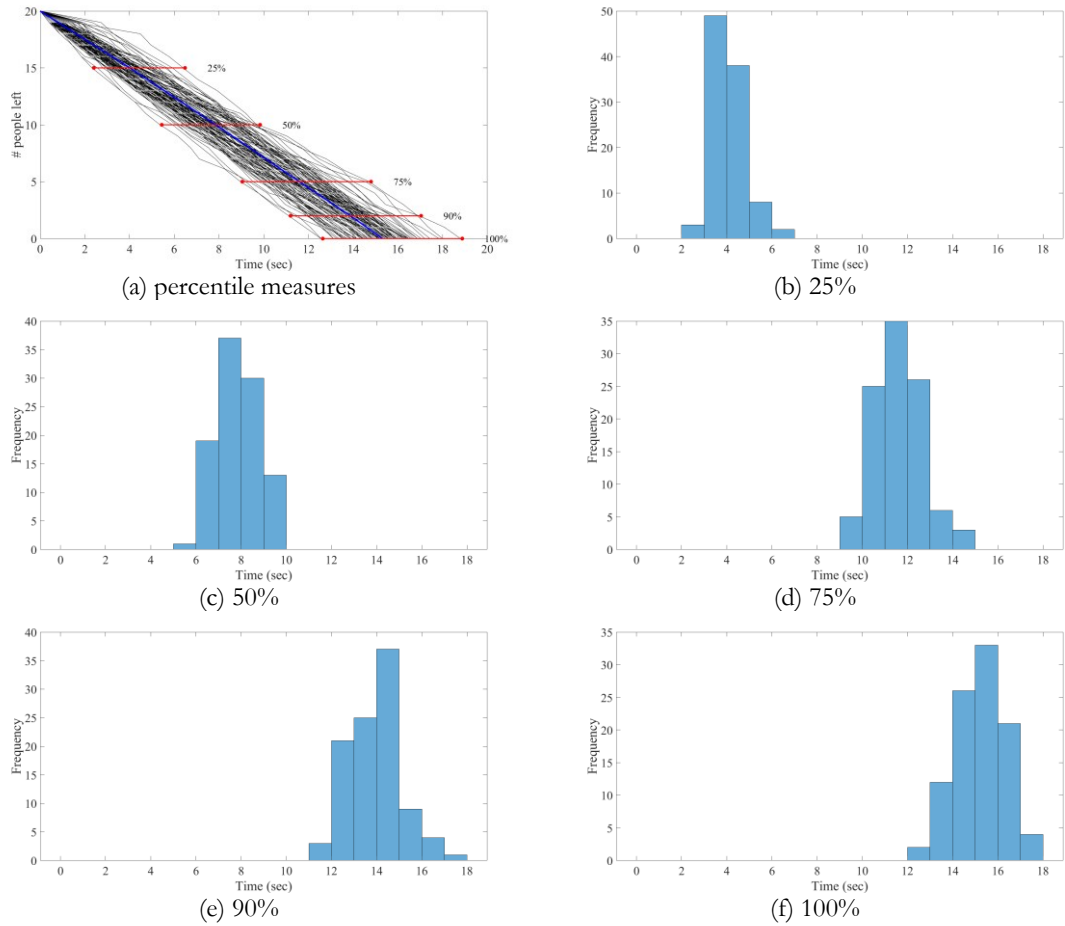 20
15
10
5
0
# people left
25%
50%
75%
90%
100%
0 2 4 6 8 10 12 14 16 18 20
Time (sec)
(a) percentile measures
50
40
30
20
10
0
Frequency
0 2 4 6 8 10 12 14 16 18
Time (sec)
(b) 25%
40
35
30
25
20
15
10
5
0
Frequency
0 2 4 6 8 10 12 14 16 18
Time (sec)
(c) 50%
35
30
25
20
15
10
5
0
Frequency
0 2 4 6 8 10 12 14 16 18
Time (sec)
(d) 75%
40
35
30
25
20
15
10
5
0
Frequency
0 2 4 6 8 10 12 14 16 18
Time (sec)
(e) 90%
35
30
25
20
15
10
5
0
Frequency
0 2 4 6 8 10 12 14 16 18
Time (sec)
(f) 100%